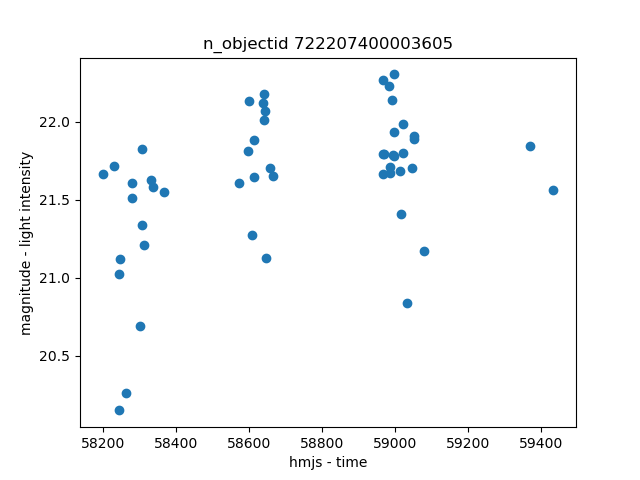 n_objectid 722207400003605
magnitude - light intensity
22.0
21.5
21.0
20.5
58200 58400 58600 58800 59000 59200 59400
hmjs - time